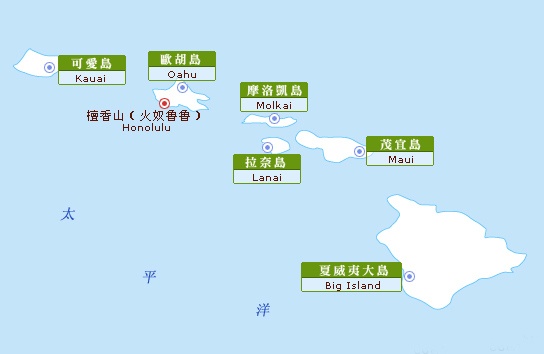 可愛島
Kauai
歐胡島
Oahu
檀香山(火奴魯魯)
Honolulu
摩洛凱島
Molkai
拉奈島
Lanai
茂宜島
Maui
夏威夷大島
Big Island
太
平
洋